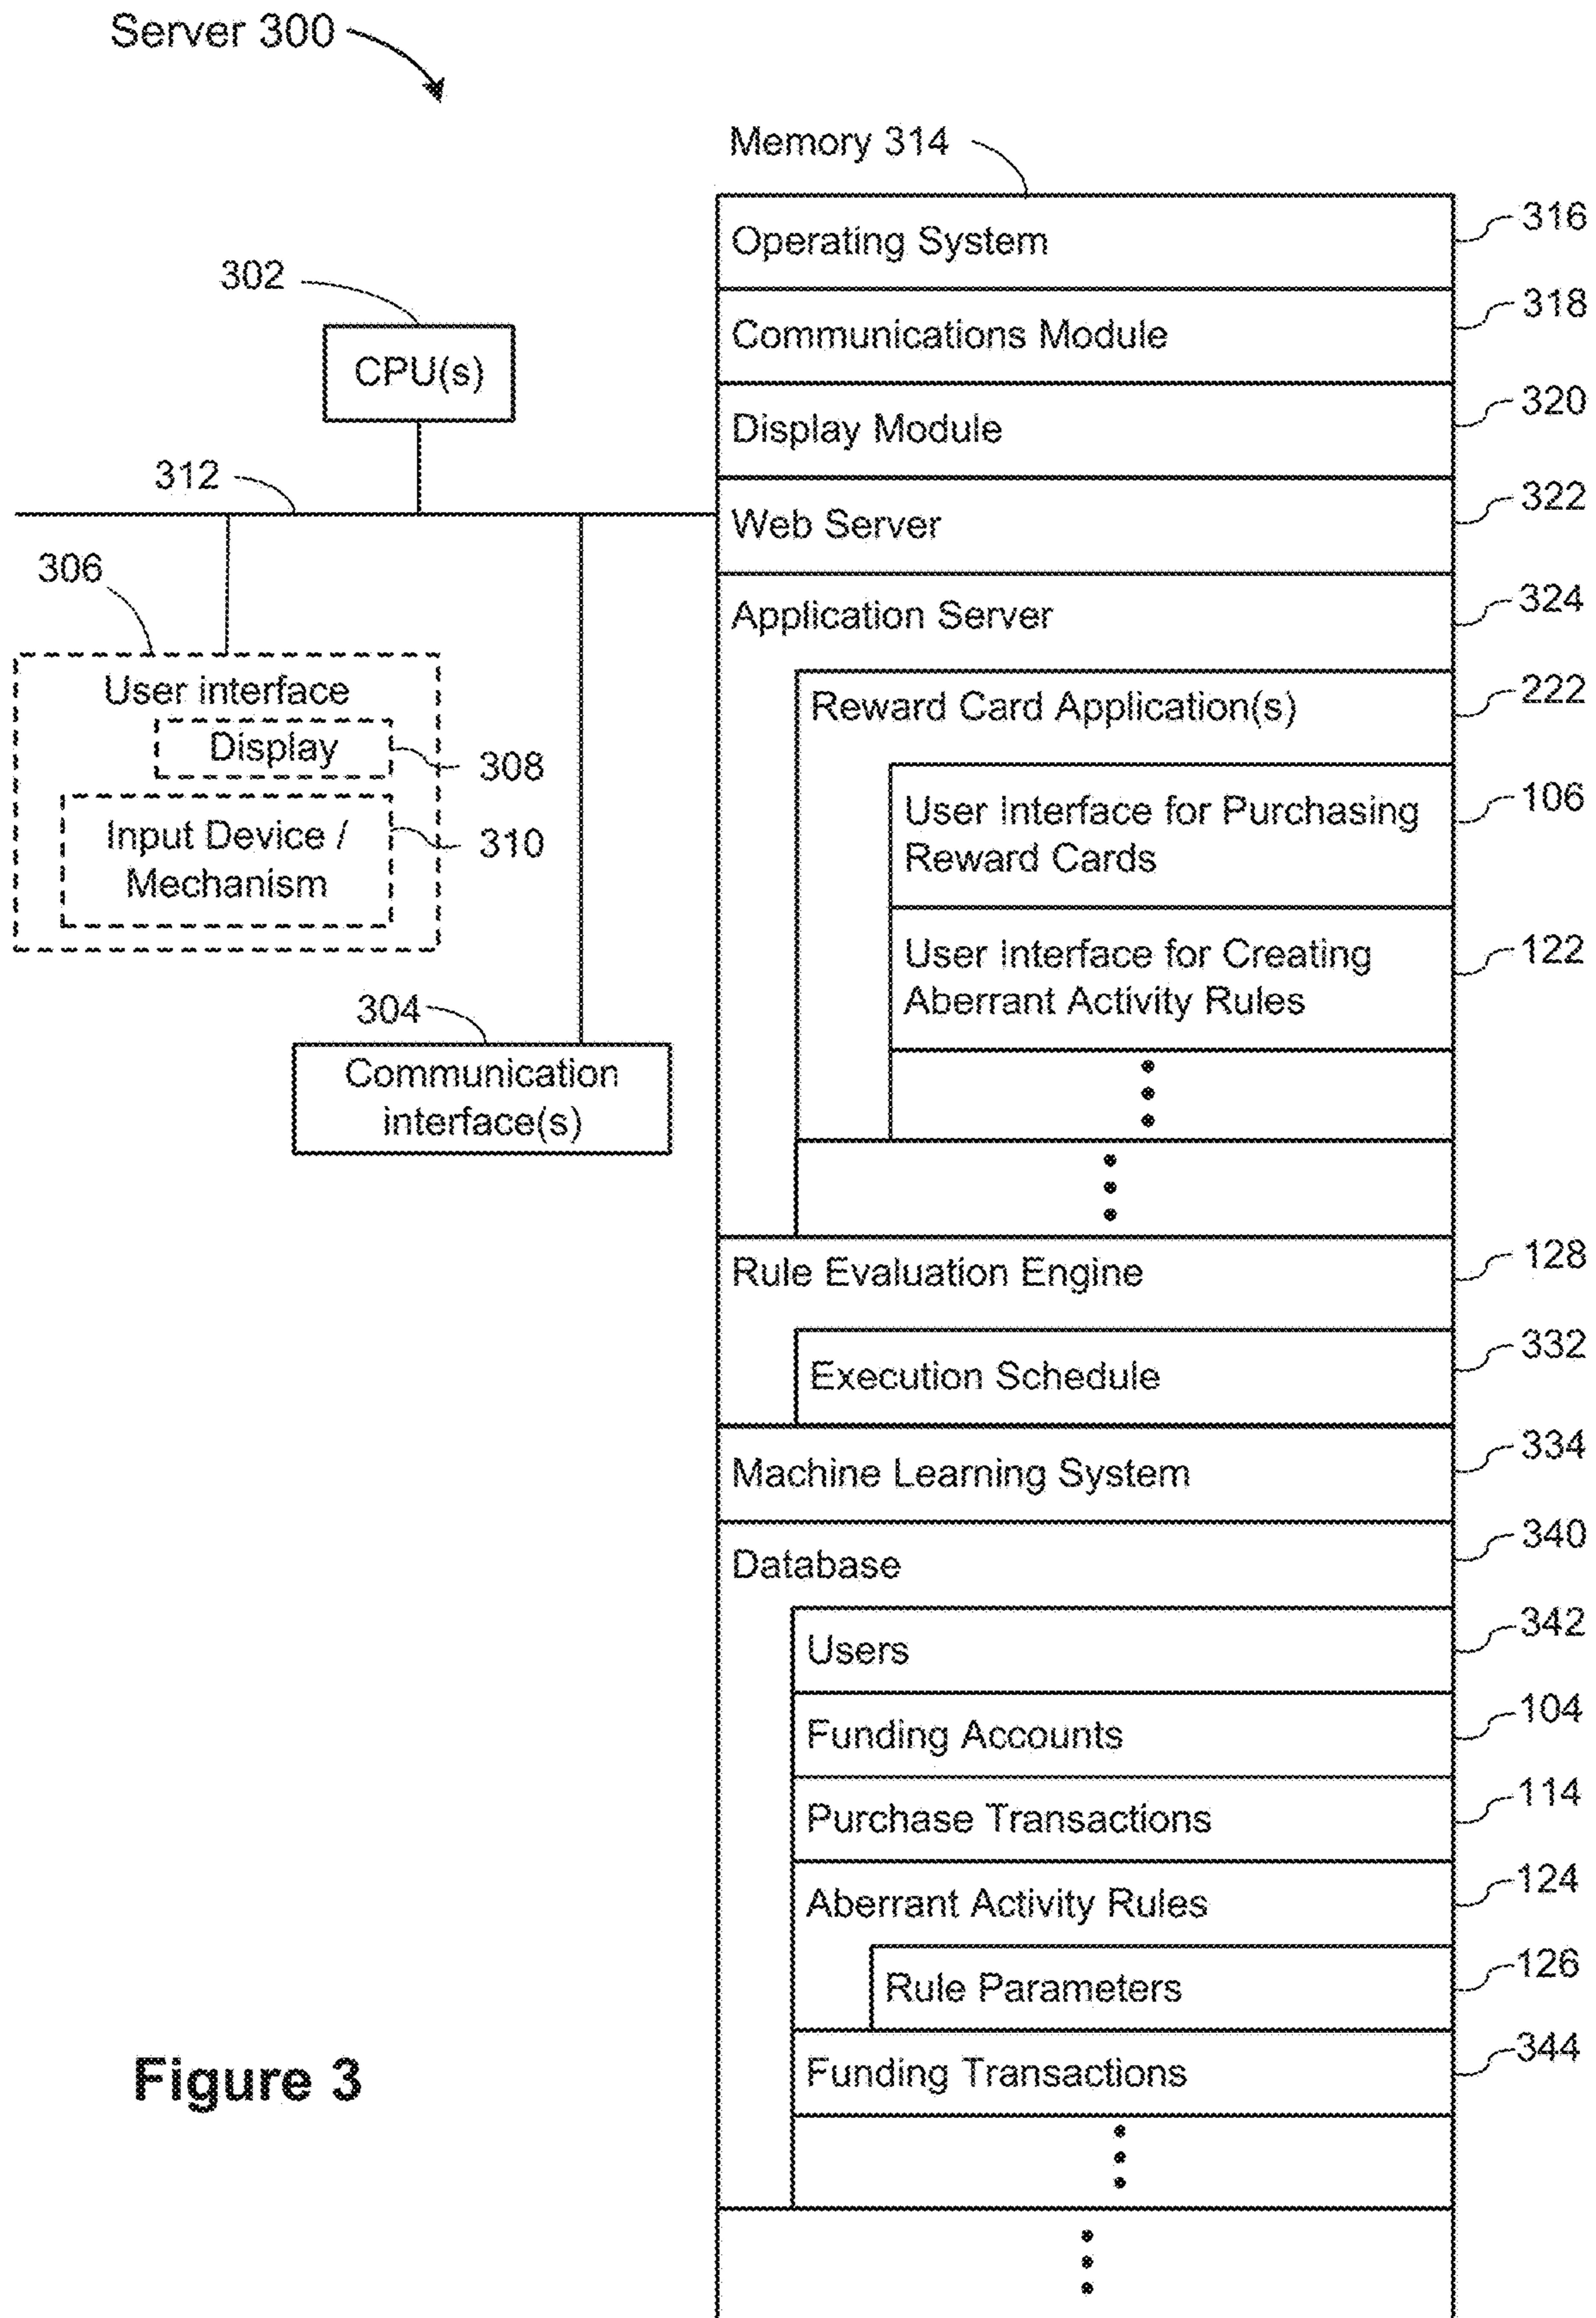 Server 300
Memory 314
Operating System
316
302
Communications Module
318
CPU(s)
Display Module
320
312
Web Server
322
306
Application Server
324
User interface
Reward Card Application(s)
222
Display
308
User Interface for Purchasing
Reward Cards
106
Input Device /
Mechanism
310
User Interface for Creating
Aberrant Activity Rules
122
304
Communication
interface(s)
Rule Evaluation Engine
128
Execution Schedule
332
Machine Learning System
334
Database
340
Users
342
Funding Accounts
104
Purchase Transactions
114
Aberrant Activity Rules
124
Rule Parameters
126
Funding Transactions
344
Figure 3